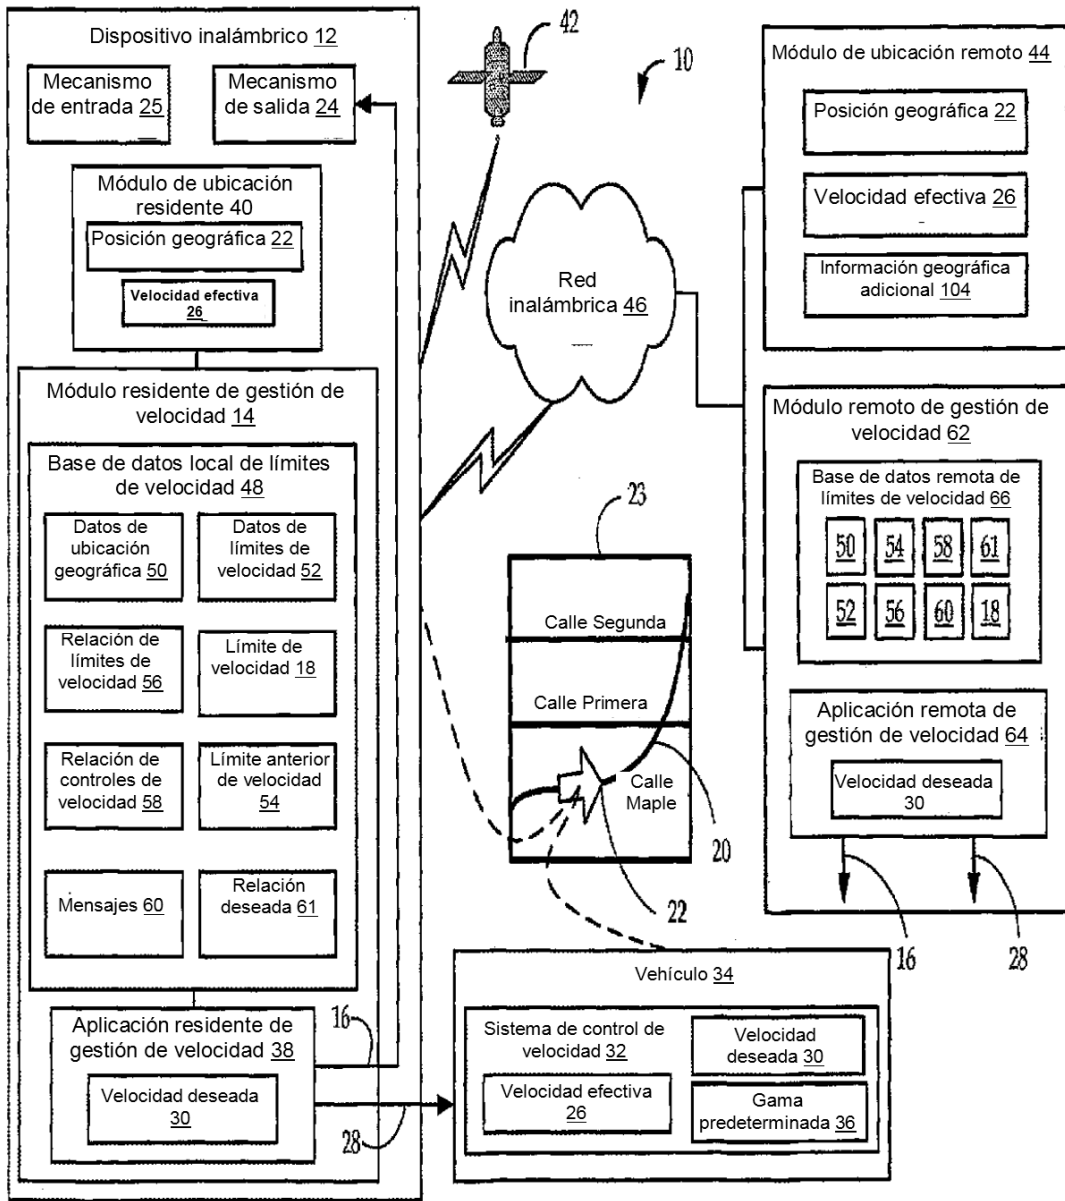 Dispositivo inalámbrico 12
Mecanismo
de entrada 25
Mecanismo
de salida 24
Módulo de ubicación
residente 40
Posición geográfica 22
Velocidad efectiva
26
Módulo residente de gestión de
velocidad 14
Base de datos local de límites
de velocidad 48
Datos de
ubicación
geográfica 50
Datos de
límites de
velocidad 52
Relación de
límites de
velocidad 56
Límite de
velocidad 18
Relación de
controles de
velocidad 58
Límite anterior
de velocidad
54
Mensajes 60
Relación
deseada 61
Aplicación residente de
gestión de velocidad 38
Velocidad deseada
30
16
28
42
10
Red
inalámbrica 46
23
Calle Segunda
Calle Primera
Calle
Maple
20
22
Módulo de ubicación remoto 44
Posición geográfica 22
Velocidad efectiva 26
Información geográfica
adicional 104
Módulo remoto de gestión de
velocidad 62
Base de datos remota de
límites de velocidad 66
50 54 58 61
52 56 60 18
Aplicación remota de
gestión de velocidad 64
Velocidad deseada
30
16
28
Vehículo 34
Sistema de control de
velocidad 32
Velocidad
deseada 30
Velocidad efectiva
26
Gama
predeterminada 36